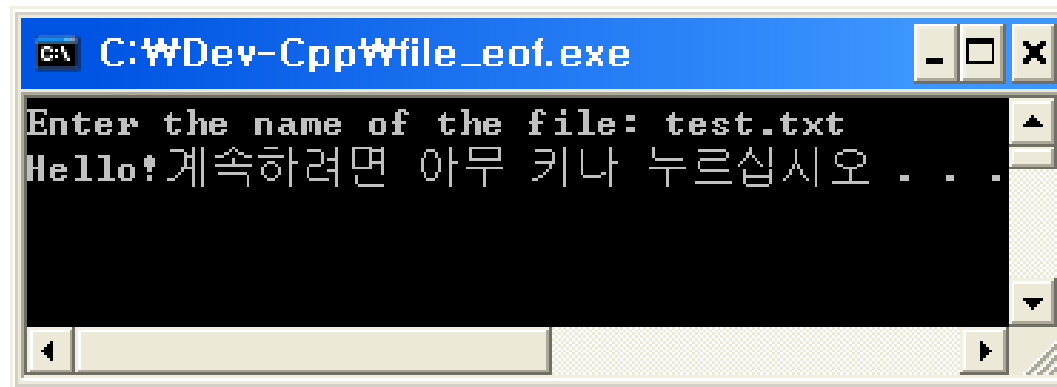 C:₩Dev-Cpp₩file_eof.exe
Enter the name of the file: test.txt
Hello!계속하려면 아무 키나 누르십시오 . . .